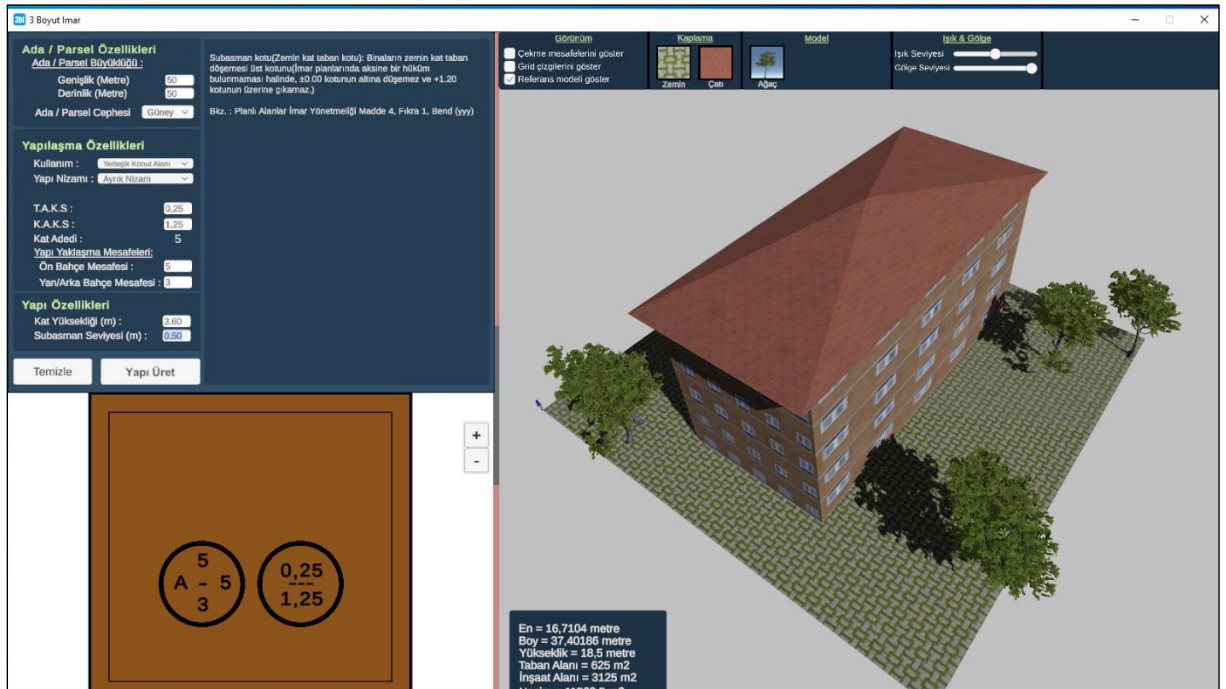 3 Boyut Imar
Ada / Parsel Özellikleri
Ada / Parsel Büyüklüğü :
Genişlik (Metre) 50
Derinlik (Metre) 50
Ada / Parsel Cephesi Güney
Yapılaşma Özellikleri
Kullanım : Yerleşik Konut Alanı
Yapı Nizamı : Ayrık Nizam
T.A.K.S : 0,25
K.A.K.S : 1,25
Kat Adedi : 5
Yapı Yaklaşma Mesafeleri:
Ön Bahçe Mesafesi : 5
Yan/Arka Bahçe Mesafesi : 3
Yapı Özellikleri
Kat Yüksekliği (m) : 3,60
Subasman Seviyesi (m) : 0,50
Temizle Yapı Üret
Subasman kotu(Zemin kat taban kotu): Binaların zemin kat taban
döşemesi üst kotunu(İmar planlarında aksine bir hüküm
bulunmaması halinde, ±0.00 kotunun altına düşemez ve +1.20
kotunun üzerine çıkamaz.)
Bkz. : Planlı Alanlar İmar Yönetmeliği Madde 4, Fıkra 1, Bend (yyy)
Görünüm
Çekme mesafelerini göster
Grid çizgilerini göster
Referans modeli göster
Kaplama
Zemin Çatı
Model
Ağaç
Işık & Gölge
Işık Seviyesi
Gölge Seviyesi
+
-
5
A - 5
3
0,25
---
1,25
En = 16,7104 metre
Boy = 37,40186 metre
Yükseklik = 18,5 metre
Taban Alanı = 625 m2
İnşaat Alanı = 3125 m2